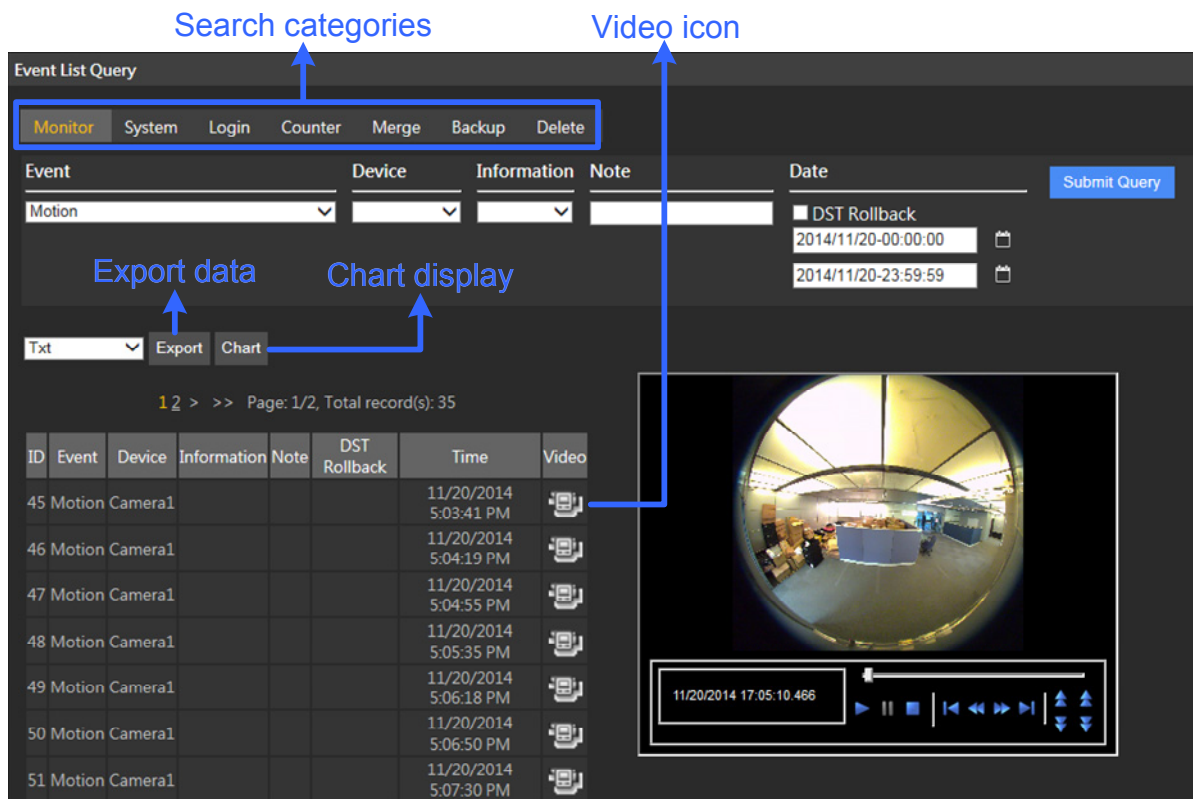 Search categories Video icon
Event List Query
Monitor System Login Counter Merge Backup Delete
Event Device Information Note Date Submit Query
Motion DST Rollback
2014/11/20-00:00:00
2014/11/20-23:59:59
Export data Chart display
Txt Export Chart
1 2 > >> Page: 1/2, Total record(s): 35
ID Event Device Information Note DST Rollback Time Video
45 Motion Camera1 11/20/2014 5:03:41 PM
46 Motion Camera1 11/20/2014 5:04:19 PM
47 Motion Camera1 11/20/2014 5:04:55 PM
48 Motion Camera1 11/20/2014 5:05:35 PM
49 Motion Camera1 11/20/2014 5:06:18 PM
50 Motion Camera1 11/20/2014 5:06:50 PM
51 Motion Camera1 11/20/2014 5:07:30 PM
11/20/2014 17:05:10.466